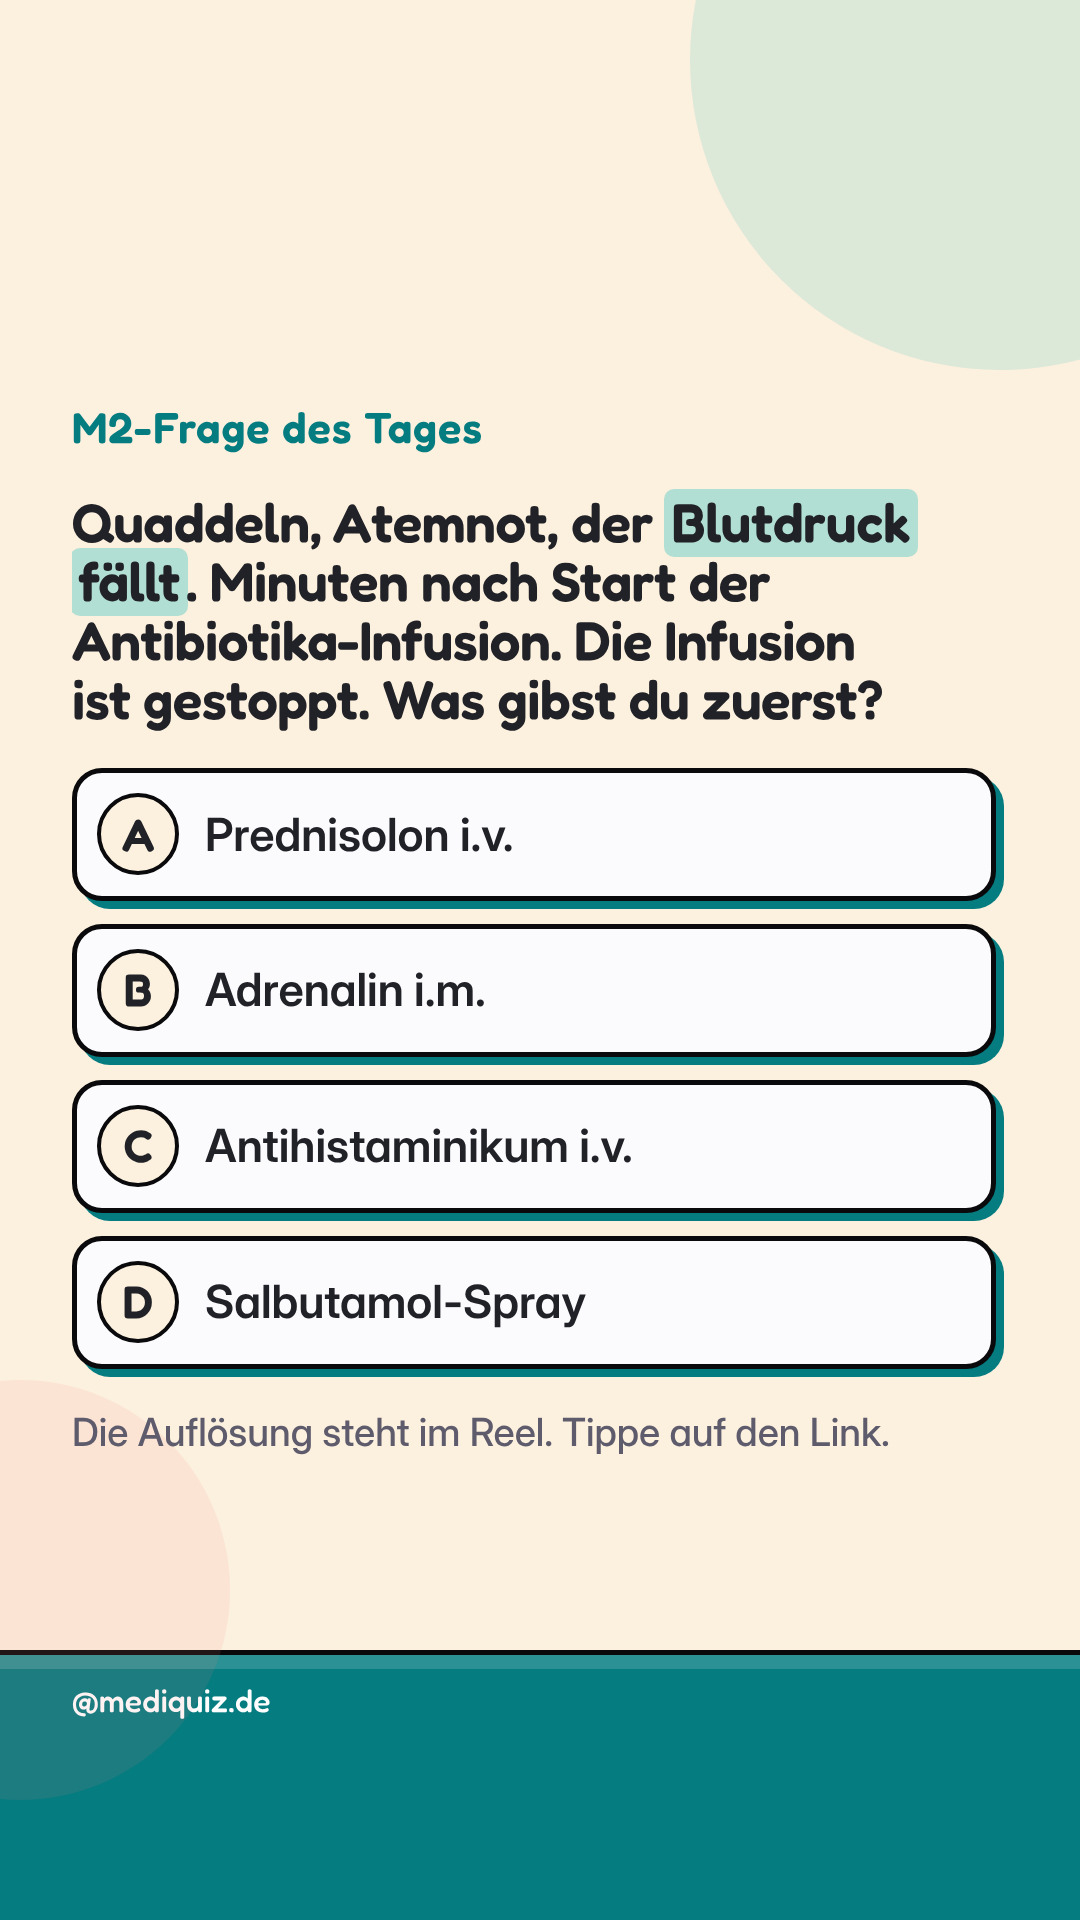 M2-Frage des Tages
Quaddeln, Atemnot, der Blutdruck
fällt. Minuten nach Start der
Antibiotika-Infusion. Die Infusion
ist gestoppt. Was gibst du zuerst?
A Prednisolon i.v.
B Adrenalin i.m.
C Antihistaminikum i.v.
D Salbutamol-Spray
Die Auflösung steht im Reel. Tippe auf den Link.
@mediquiz.de